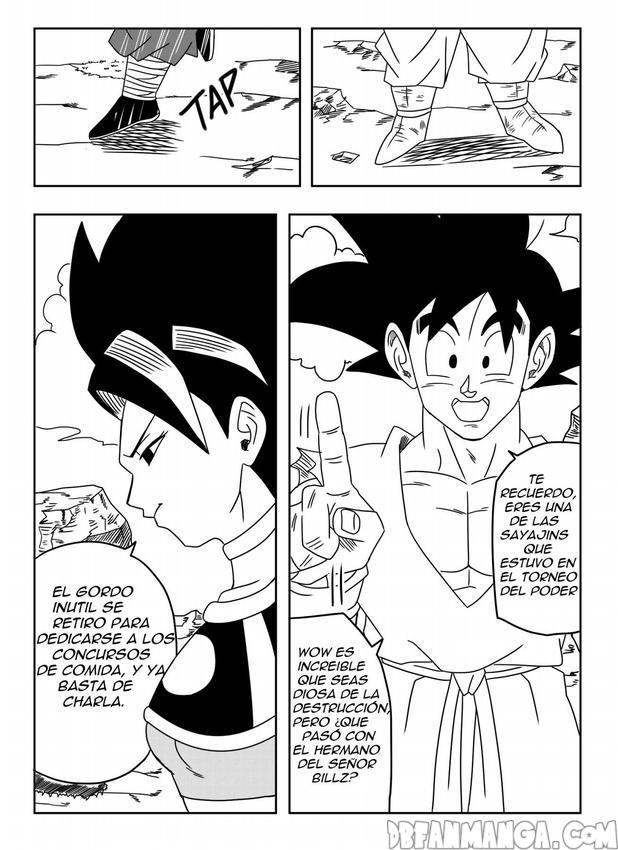 TAP
TE
RECUERDO,
ERES UNA
DE LAS
SAYAJINS
QUE
ESTUVO EN
EL TORNEO
DEL PODER
WOW ES
INCREIBLE
QUE SEAS
DIOSA DE LA
DESTRUCCIÓN,
PERO ¿QUE
PASÓ CON
EL HERMANO
DEL SEÑOR
BILLZ?
EL GORDO
INUTIL SE
RETIRO PARA
DEDICARSE A LOS
CONCURSOS
DE COMIDA, Y YA
BASTA DE
CHARLA.
DBFANMANGA.COM